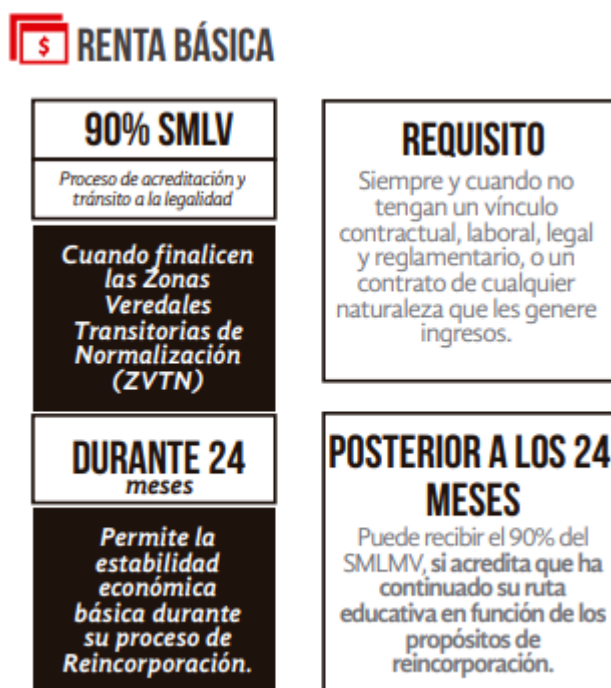 $ RENTA BÁSICA
90% SMLV
Proceso de acreditación y
tránsito a la legalidad
Cuando finalicen
las Zonas
Veredales
Transitorias de
Normalización
(ZVTN)
DURANTE 24
meses
Permite la
estabilidad
económica
básica durante
su proceso de
Reincorporación.
REQUISITO
Siempre y cuando no
tengan un vínculo
contractual, laboral, legal
y reglamentario, o un
contrato de cualquier
naturaleza que les genere
ingresos.
POSTERIOR A LOS 24
MESES
Puede recibir el 90% del
SMLMV, si acredita que ha
continuado su ruta
educativa en función de los
propósitos de
reincorporación.